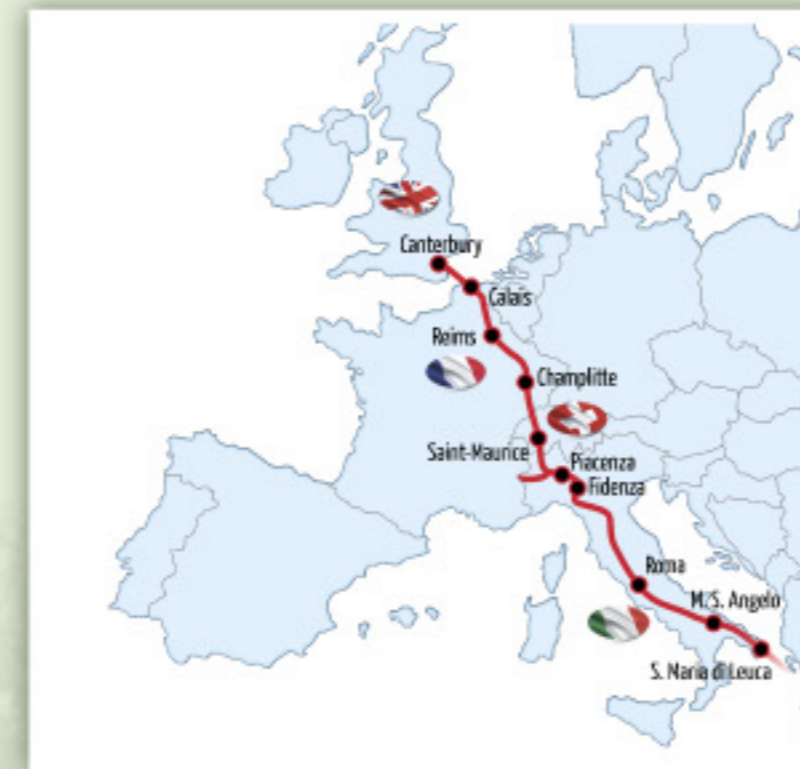 Canterbury
Calais
Reims
Champlitte
Saint-Maurice
Piacenza
Fidenza
Roma
M. S. Angelo
S. Maria di Leuca